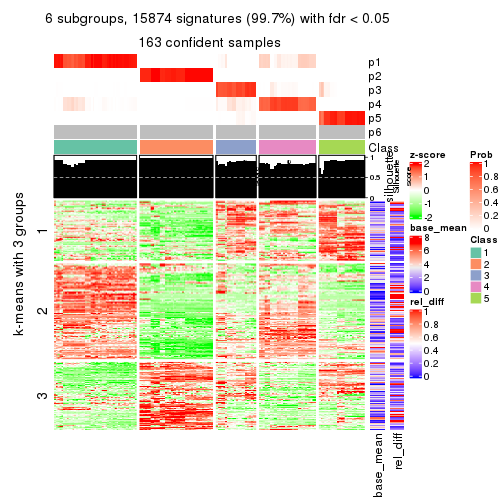 6 subgroups, 15874 signatures (99.7%) with fdr < 0.05
163 confident samples
p1
p2
p3
p4
p5
p6
Class
silhouette
1
0.5
0
Silhouette
score
k-means with 3 groups
1
2
3
base_mean
rel_diff
z-score
2
1
0
-1
-2
base_mean
8
6
4
2
0
rel_diff
1
0.8
0.6
0.4
0.2
0
Prob
1
0.8
0.6
0.4
0.2
0
Class
1
2
3
4
5